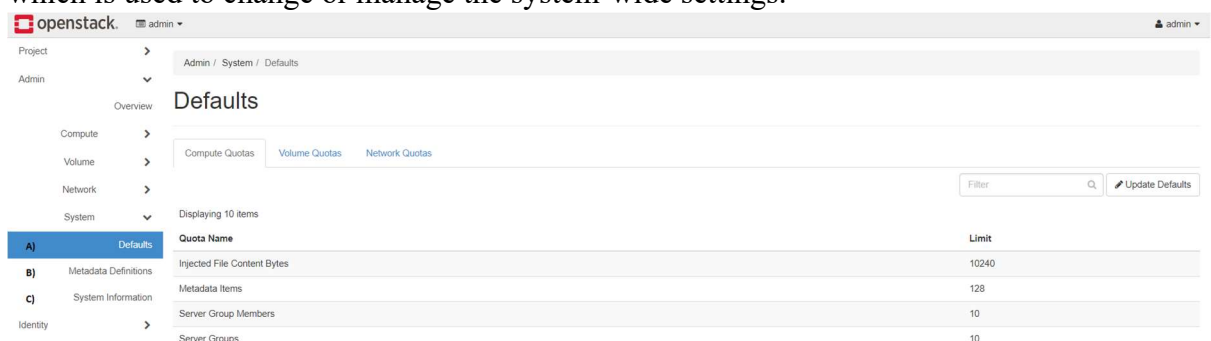 which is used to change or manage the system-wide settings.
openstack. admin admin
Project
Admin / System / Defaults
Admin
Defaults
Overview
Compute
Compute Quotas Volume Quotas Network Quotas
Volume
Network
Filter Update Defaults
System
Displaying 10 items
A) Defaults
Quota Name Limit
B) Metadata Definitions
Injected File Content Bytes 10240
C) System Information
Metadata Items 128
Server Group Members 10
Identity
Server Groups 10